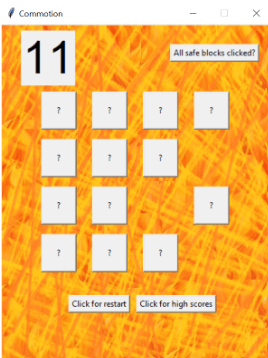 Commotion
11
All safe blocks clicked?
? ? ? ?
? ? ?
? ? ?
? ? ?
Click for restart Click for high scores